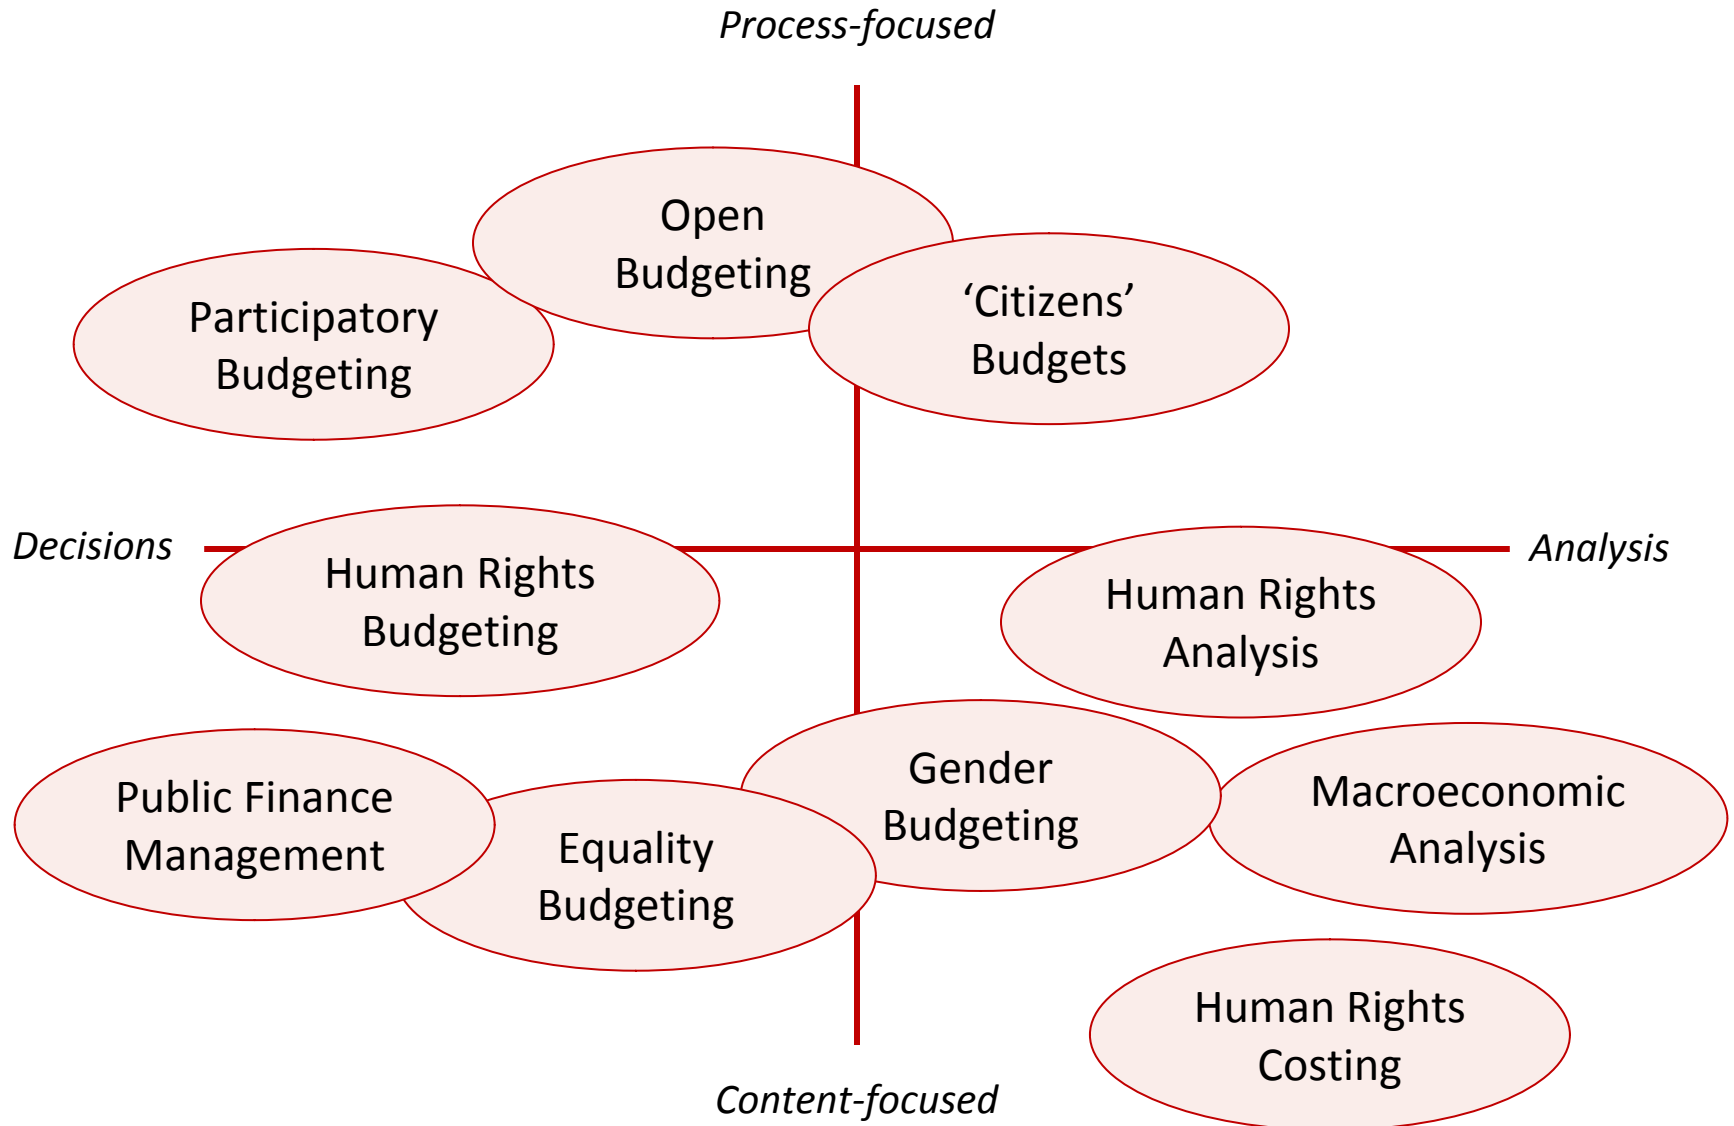 Process-focused
Open
Budgeting
‘Citizens’
Budgets
Participatory
Budgeting
Decisions
Analysis
Human Rights
Budgeting
Human Rights
Analysis
Gender
Budgeting
Macroeconomic
Analysis
Public Finance
Management
Equality
Budgeting
Human Rights
Costing
Content-focused